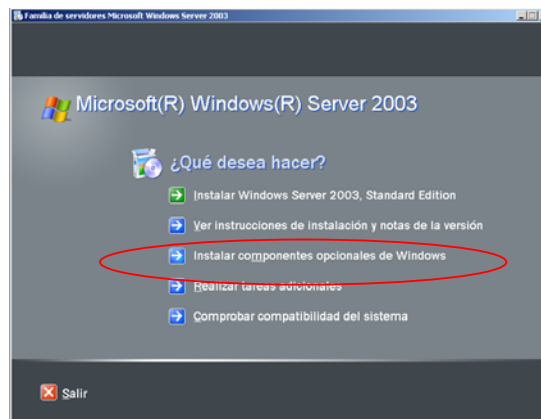 Familia de servidores Microsoft Windows Server 2003
Microsoft(R) Windows(R) Server 2003
¿Qué desea hacer?
Instalar Windows Server 2003, Standard Edition
Ver instrucciones de instalación y notas de la versión
Instalar componentes opcionales de Windows
Realizar tareas adicionales
Comprobar compatibilidad del sistema
Salir